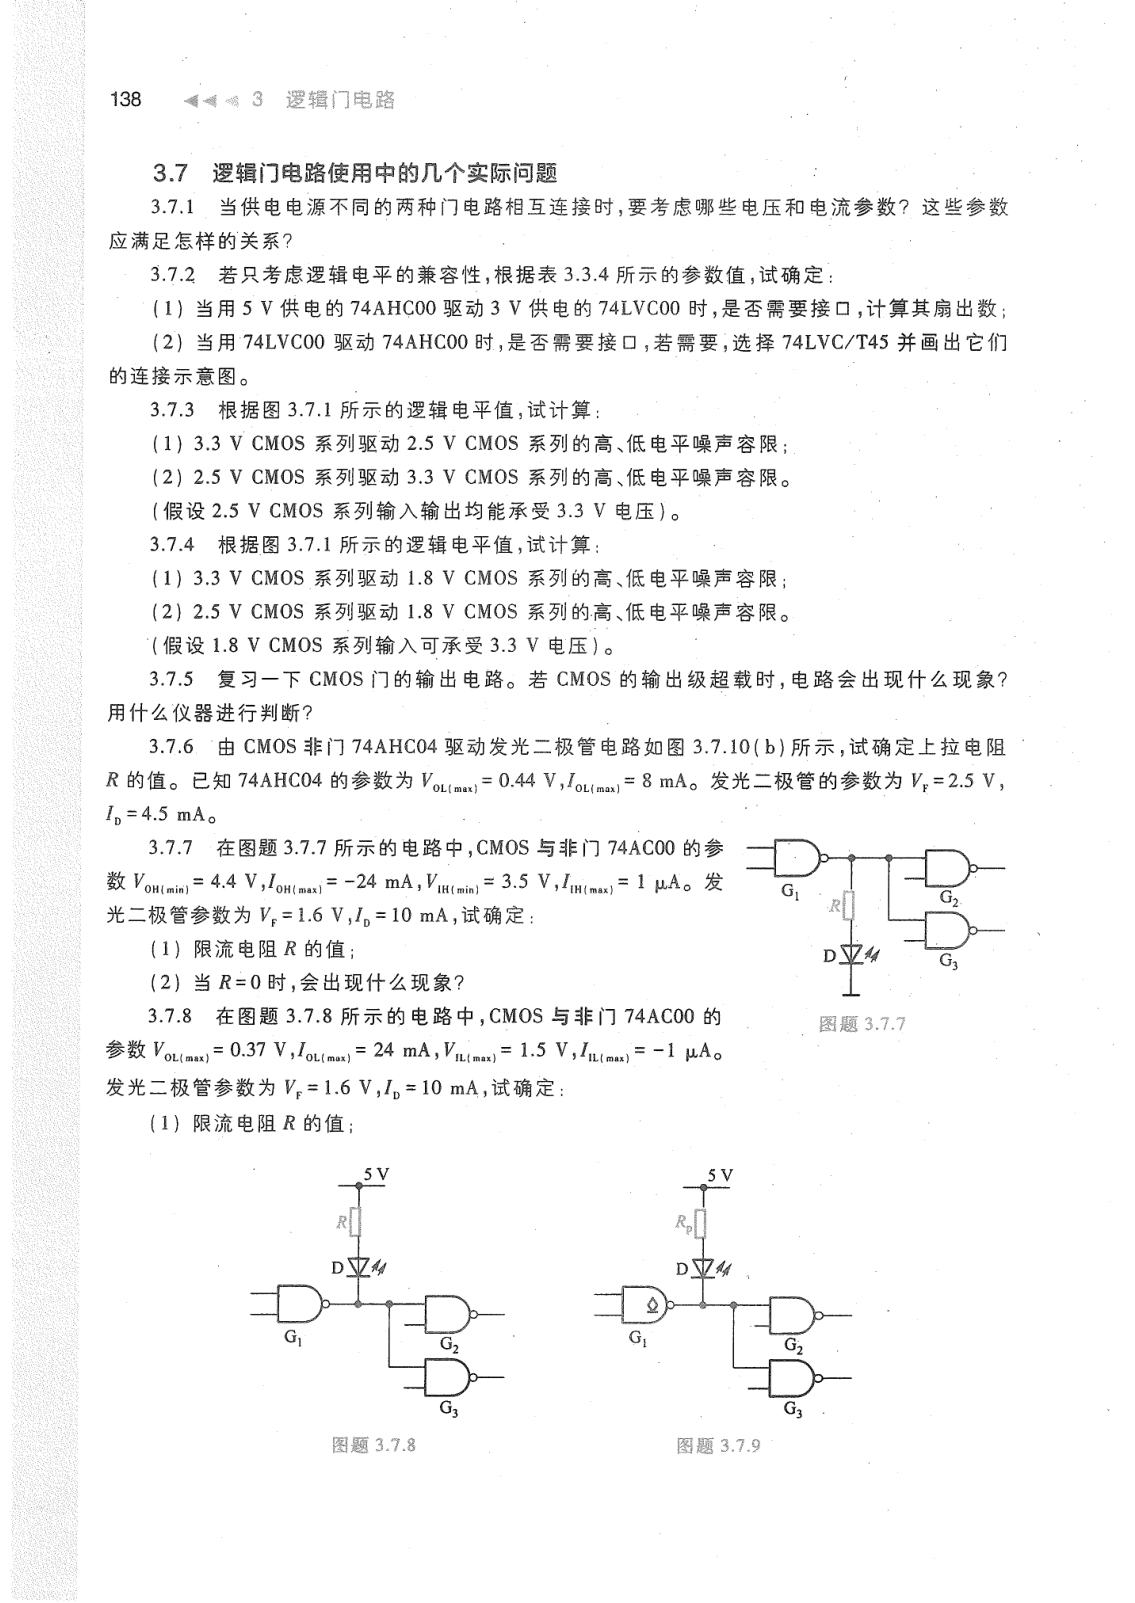 138 3 逻辑门电路
3.7 逻辑门电路使用中的几个实际问题
3.7.1 当供电电源不同的两种门电路相互连接时,要考虑哪些电压和电流参数? 这些参数
应满足怎样的关系?
3.7.2 若只考虑逻辑电平的兼容性,根据表 3.3.4 所示的参数值,试确定:
(1) 当用 5 V 供电的 74AHC00 驱动 3 V 供电的 74LVC00 时,是否需要接口,计算其扇出数;
(2) 当用 74LVC00 驱动 74AHC00 时,是否需要接口,若需要,选择 74LVC/T45 并画出它们
的连接示意图。
3.7.3 根据图 3.7.1 所示的逻辑电平值,试计算:
(1) 3.3 V CMOS 系列驱动 2.5 V CMOS 系列的高、低电平噪声容限;
(2) 2.5 V CMOS 系列驱动 3.3 V CMOS 系列的高、低电平噪声容限。
(假设 2.5 V CMOS 系列输入输出均能承受 3.3 V 电压)。
3.7.4 根据图 3.7.1 所示的逻辑电平值,试计算:
(1) 3.3 V CMOS 系列驱动 1.8 V CMOS 系列的高、低电平噪声容限;
(2) 2.5 V CMOS 系列驱动 1.8 V CMOS 系列的高、低电平噪声容限。
(假设 1.8 V CMOS 系列输入可承受 3.3 V 电压)。
3.7.5 复习一下 CMOS 门的输出电路。若 CMOS 的输出级超载时,电路会出现什么现象?
用什么仪器进行判断?
3.7.6 由 CMOS 非门 74AHC04 驱动发光二极管电路如图 3.7.10(b)所示,试确定上拉电阻
R 的值。已知 74AHC04 的参数为 V_OL(max) = 0.44 V, I_OL(max) = 8 mA。发光二极管的参数为 V_F = 2.5 V,
I_D = 4.5 mA。
3.7.7 在图题 3.7.7 所示的电路中,CMOS 与非门 74AC00 的参
数 V_OH(min) = 4.4 V, I_OH(max) = -24 mA, V_IH(min) = 3.5 V, I_IH(max) = 1 μA。发
光二极管参数为 V_F = 1.6 V, I_D = 10 mA,试确定:
(1) 限流电阻 R 的值;
(2) 当 R = 0 时,会出现什么现象?
G1
R
D
G2
G3
图题 3.7.7
3.7.8 在图题 3.7.8 所示的电路中,CMOS 与非门 74AC00 的
参数 V_OL(max) = 0.37 V, I_OL(max) = 24 mA, V_IL(max) = 1.5 V, I_IL(max) = -1 μA。
发光二极管参数为 V_F = 1.6 V, I_D = 10 mA,试确定:
(1) 限流电阻 R 的值;
5 V
R
D
G1
G2
G3
图题 3.7.8
5 V
Rp
D
G1
G2
G3
图题 3.7.9